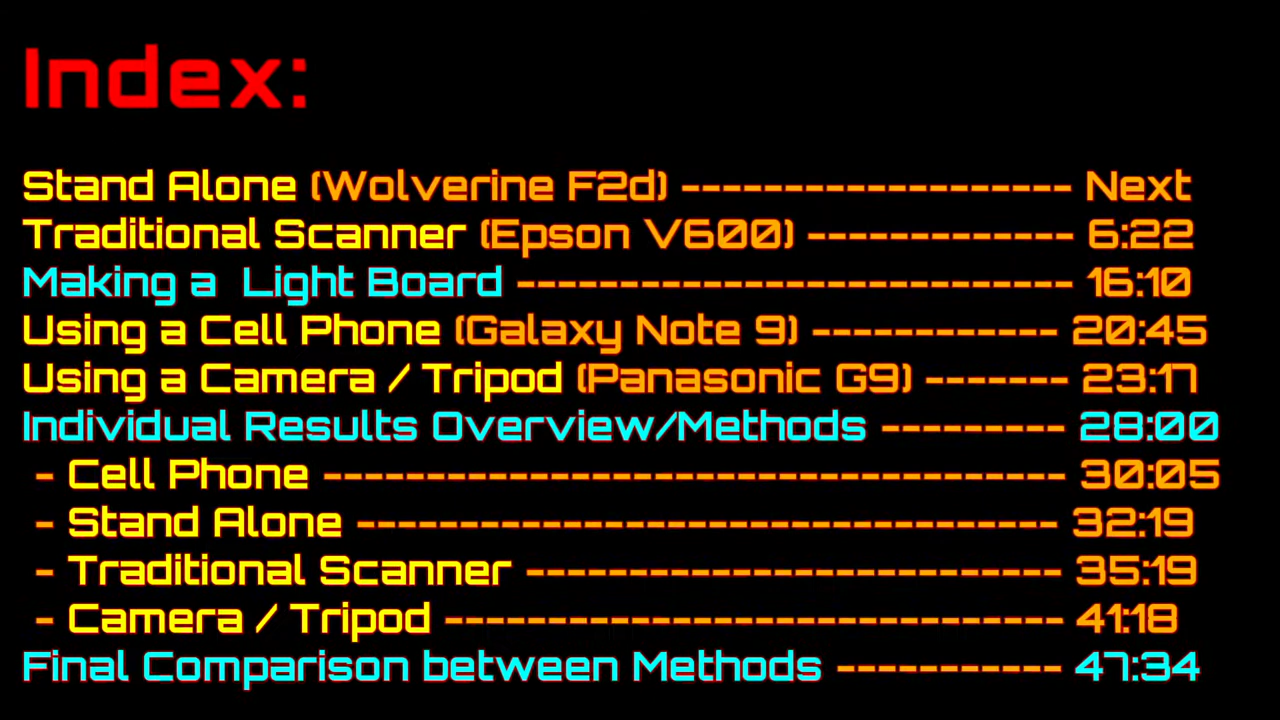 Index:
Stand Alone (Wolverine F2d) ------------------- Next
Traditional Scanner (Epson V600) ------------- 6:22
Making a  Light Board --------------------------- 16:10
Using a Cell Phone (Galaxy Note 9) ------------ 20:45
Using a Camera / Tripod (Panasonic G9) ------- 23:17
Individual Results Overview/Methods --------- 28:00
- Cell Phone ------------------------------------ 30:05
- Stand Alone ---------------------------------- 32:19
- Traditional Scanner -------------------------- 35:19
- Camera / Tripod ------------------------------ 41:18
Final Comparison between Methods ----------- 47:34